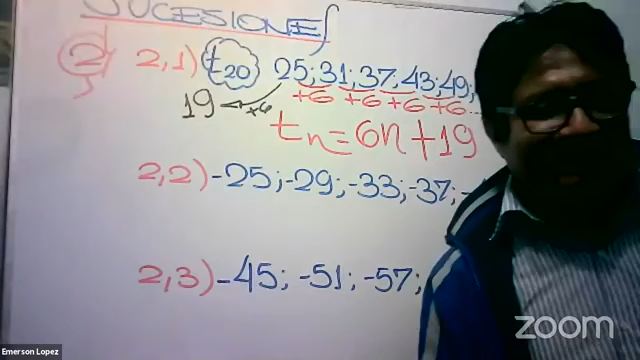 SUCESIONES
2 2,1) t20 25; 31; 37; 43; 49;
+6 +6 +6 +6...
19 +6
tn=6n+19
2,2) -25; -29; -33; -37; -
2,3) -45; -51; -57;
zoom
Emerson Lopez